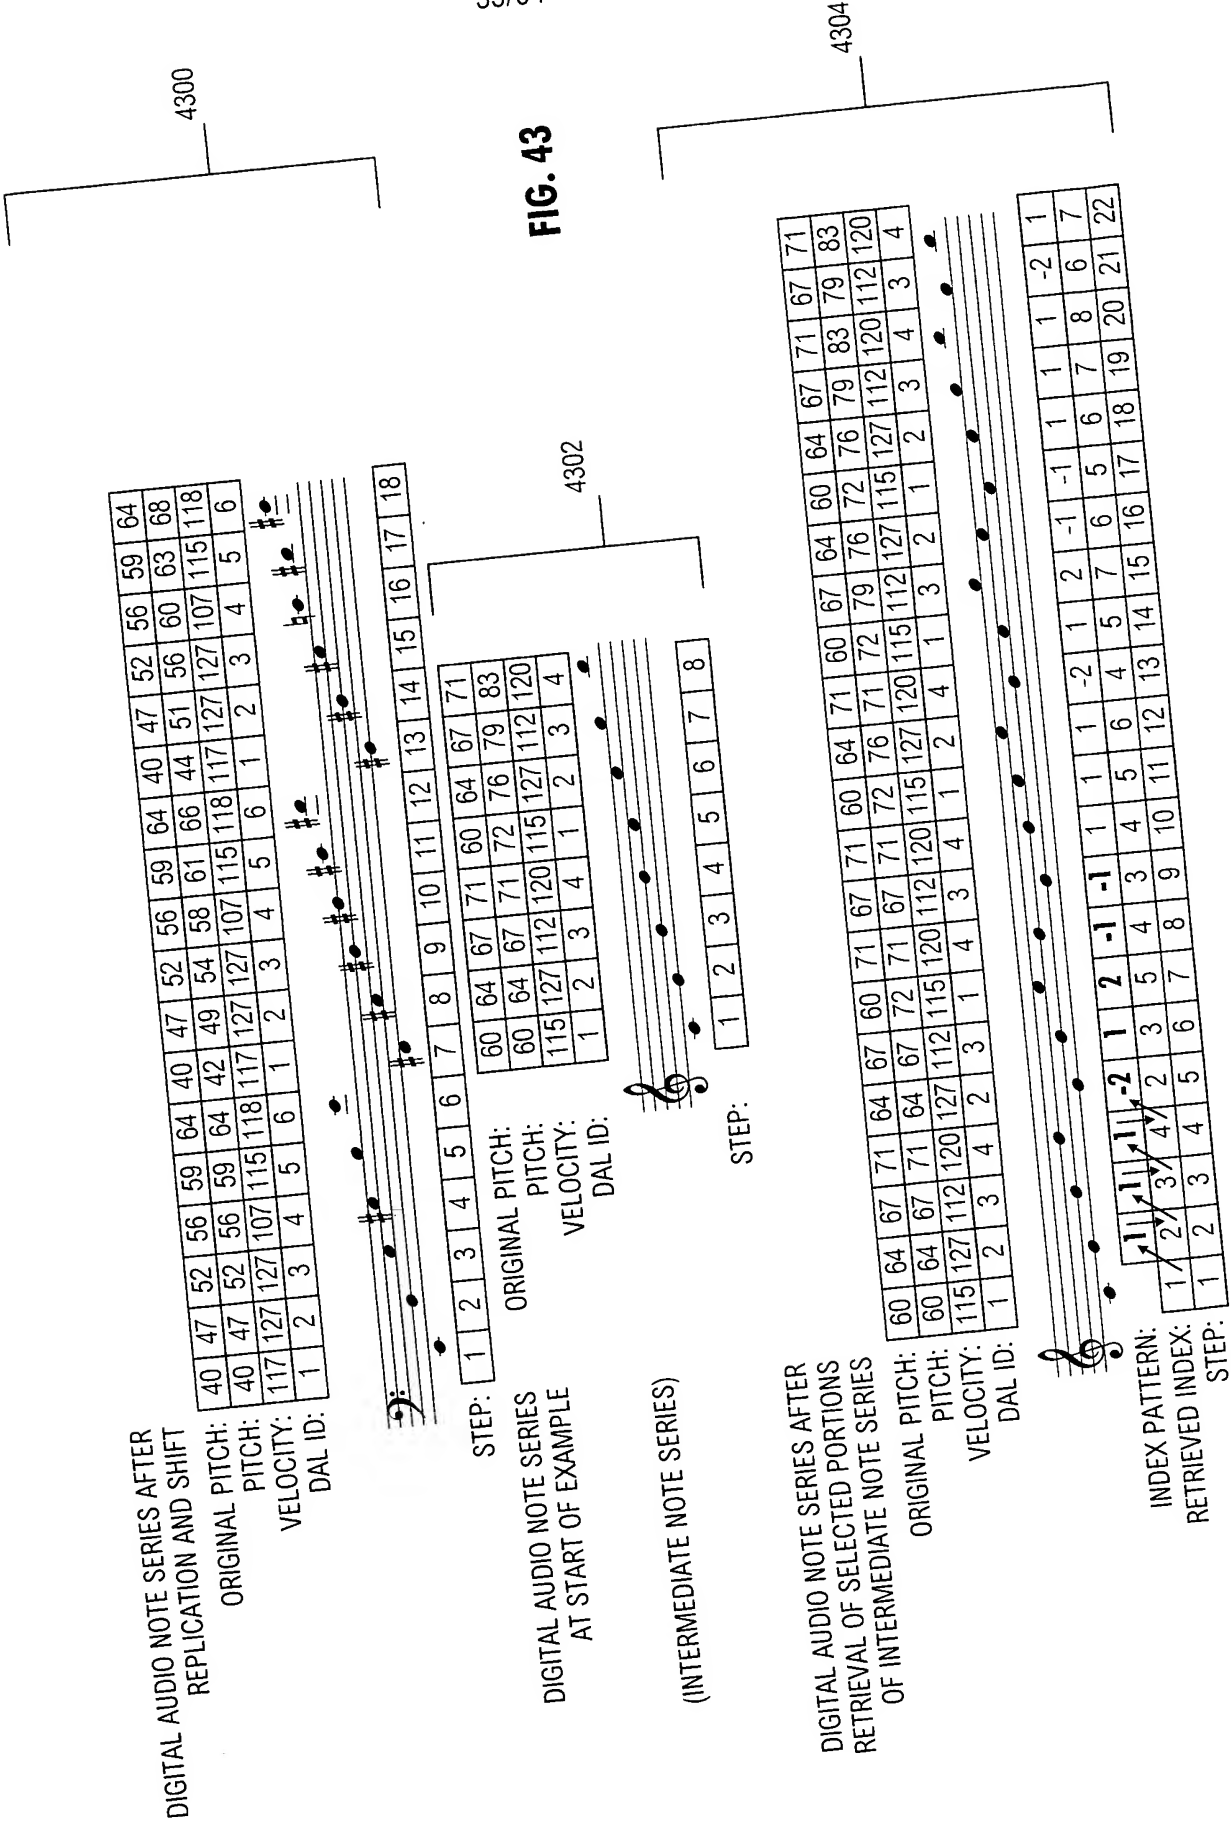 4300
DIGITAL AUDIO NOTE SERIES AFTER
REPLICATION AND SHIFT
ORIGINAL PITCH: 40 47 52 56 59 64 40 47 52 56 59 64 40 47 52 56 59 64
PITCH: 40 47 52 56 59 64 42 49 54 58 61 66 44 51 56 60 63 68
VELOCITY: 117 127 127 107 115 118 117 127 127 107 115 118 117 127 127 107 115 118
DAL ID: 1 2 3 4 5 6 1 2 3 4 5 6 1 2 3 4 5 6
STEP: 1 2 3 4 5 6 7 8 9 10 11 12 13 14 15 16 17 18
FIG. 43
4302
DIGITAL AUDIO NOTE SERIES
AT START OF EXAMPLE
ORIGINAL PITCH: 60 64 67 71 60 64 67 71
PITCH: 60 64 67 71 72 76 79 83
VELOCITY: 115 127 112 120 115 127 112 120
DAL ID: 1 2 3 4 1 2 3 4
(INTERMEDIATE NOTE SERIES)
STEP: 1 2 3 4 5 6 7 8
4304
DIGITAL AUDIO NOTE SERIES AFTER
RETRIEVAL OF SELECTED PORTIONS
OF INTERMEDIATE NOTE SERIES
ORIGINAL PITCH: 60 64 67 71 64 67 60 71 67 71 60 64 71 60 67 64 60 64 67 71 67 71
PITCH: 60 64 67 71 64 67 72 71 67 71 72 76 71 72 79 76 72 76 79 83 79 83
VELOCITY: 115 127 112 120 127 112 115 120 112 120 115 127 120 115 112 127 115 127 112 120 112 120
DAL ID: 1 2 3 4 2 3 1 4 3 4 1 2 4 1 3 2 1 2 3 4 3 4
INDEX PATTERN: 1 1 1 -2 1 2 -1 -1 1 1 1 -2 1 2 -1 -1 1 1 1 -2 1
RETRIEVED INDEX: 1 2 3 4 2 3 5 4 3 4 5 6 4 5 7 6 5 6 7 8 6 7
STEP: 1 2 3 4 5 6 7 8 9 10 11 12 13 14 15 16 17 18 19 20 21 22